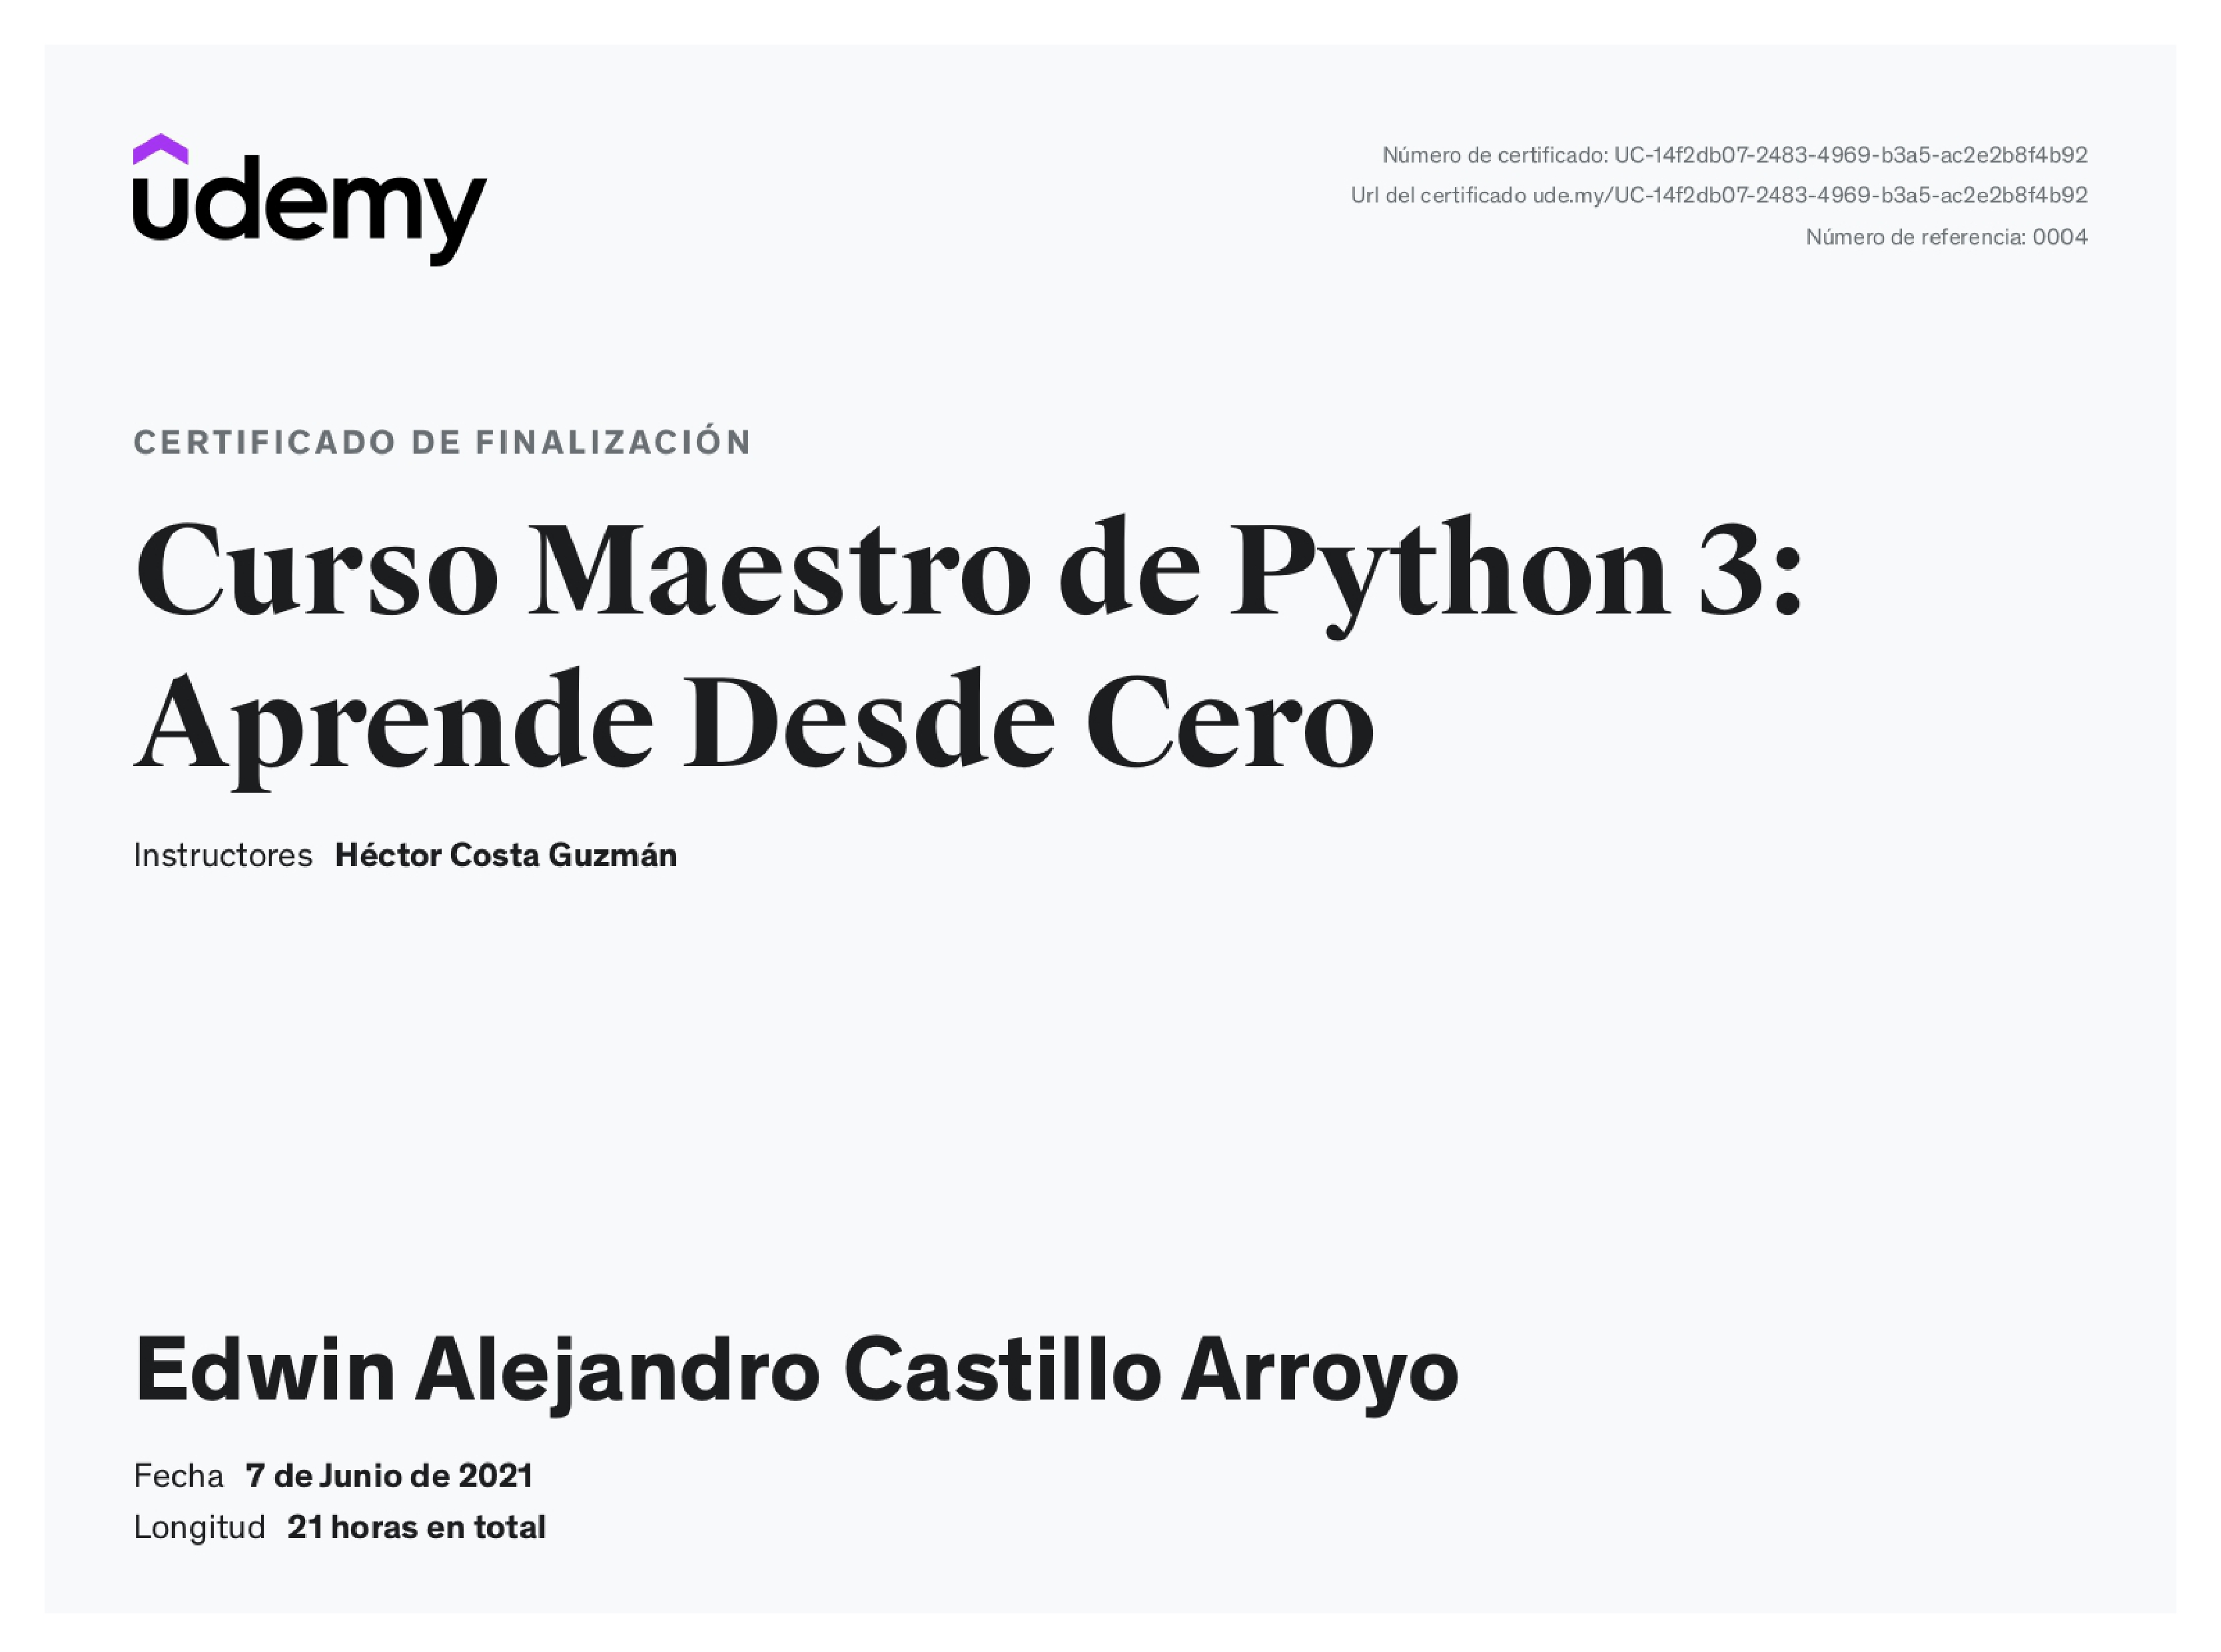 udemy
Número de certificado: UC-14f2db07-2483-4969-b3a5-ac2e2b8f4b92
Url del certificado ude.my/UC-14f2db07-2483-4969-b3a5-ac2e2b8f4b92
Número de referencia: 0004
CERTIFICADO DE FINALIZACIÓN
Curso Maestro de Python 3:
Aprende Desde Cero
Instructores Héctor Costa Guzmán
Edwin Alejandro Castillo Arroyo
Fecha 7 de Junio de 2021
Longitud 21 horas en total